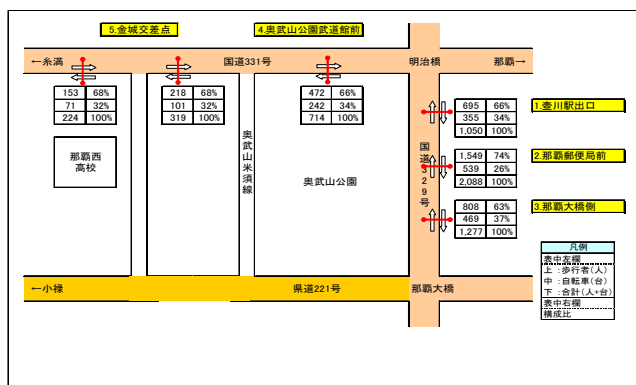 5.金城交差点
4.奥武山公園武道館前
←糸満
国道331号
明治橋
那覇→
153 68%
71 32%
224 100%
218 68%
101 32%
319 100%
472 66%
242 34%
714 100%
695 66%
355 34%
1,050 100%
1.壺川駅出口
那覇西
高校
奥武山米須線
奥武山公園
国道329号
1,549 74%
539 26%
2,088 100%
2.那覇郵便局前
808 63%
469 37%
1,277 100%
3.那覇大橋側
凡例
表中左欄
上:歩行者(人)
中:自転車(台)
下:合計(人+台)
表中右欄
構成比
←小禄
県道221号
那覇大橋